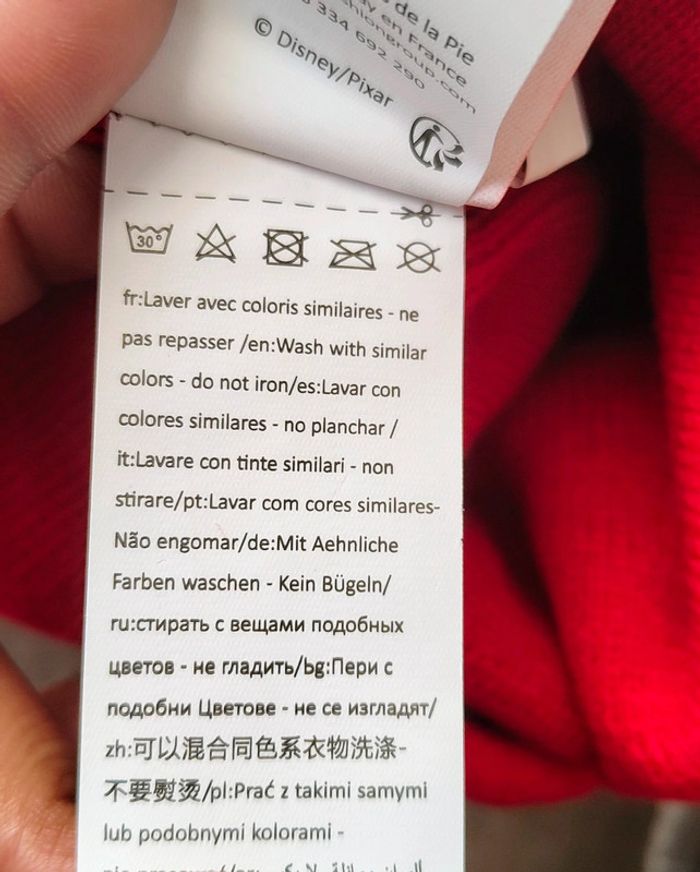 de la Pie
en France
334 692 290
© Disney/Pixar
30°
fr:Laver avec coloris similaires - ne
pas repasser /en:Wash with similar
colors - do not iron/es:Lavar con
colores similares - no planchar /
it:Lavare con tinte similari - non
stirare/pt:Lavar com cores similares-
Não engomar/de:Mit Aehnliche
Farben waschen - Kein Bügeln/
ru:стирать с вещами подобных
цветов - не гладить/bg:Пери с
подобни Цветове - не се изгладят/
zh:可以混合同色系衣物洗涤-
不要熨烫/pl:Prać z takimi samymi
lub podobnymi kolorami -